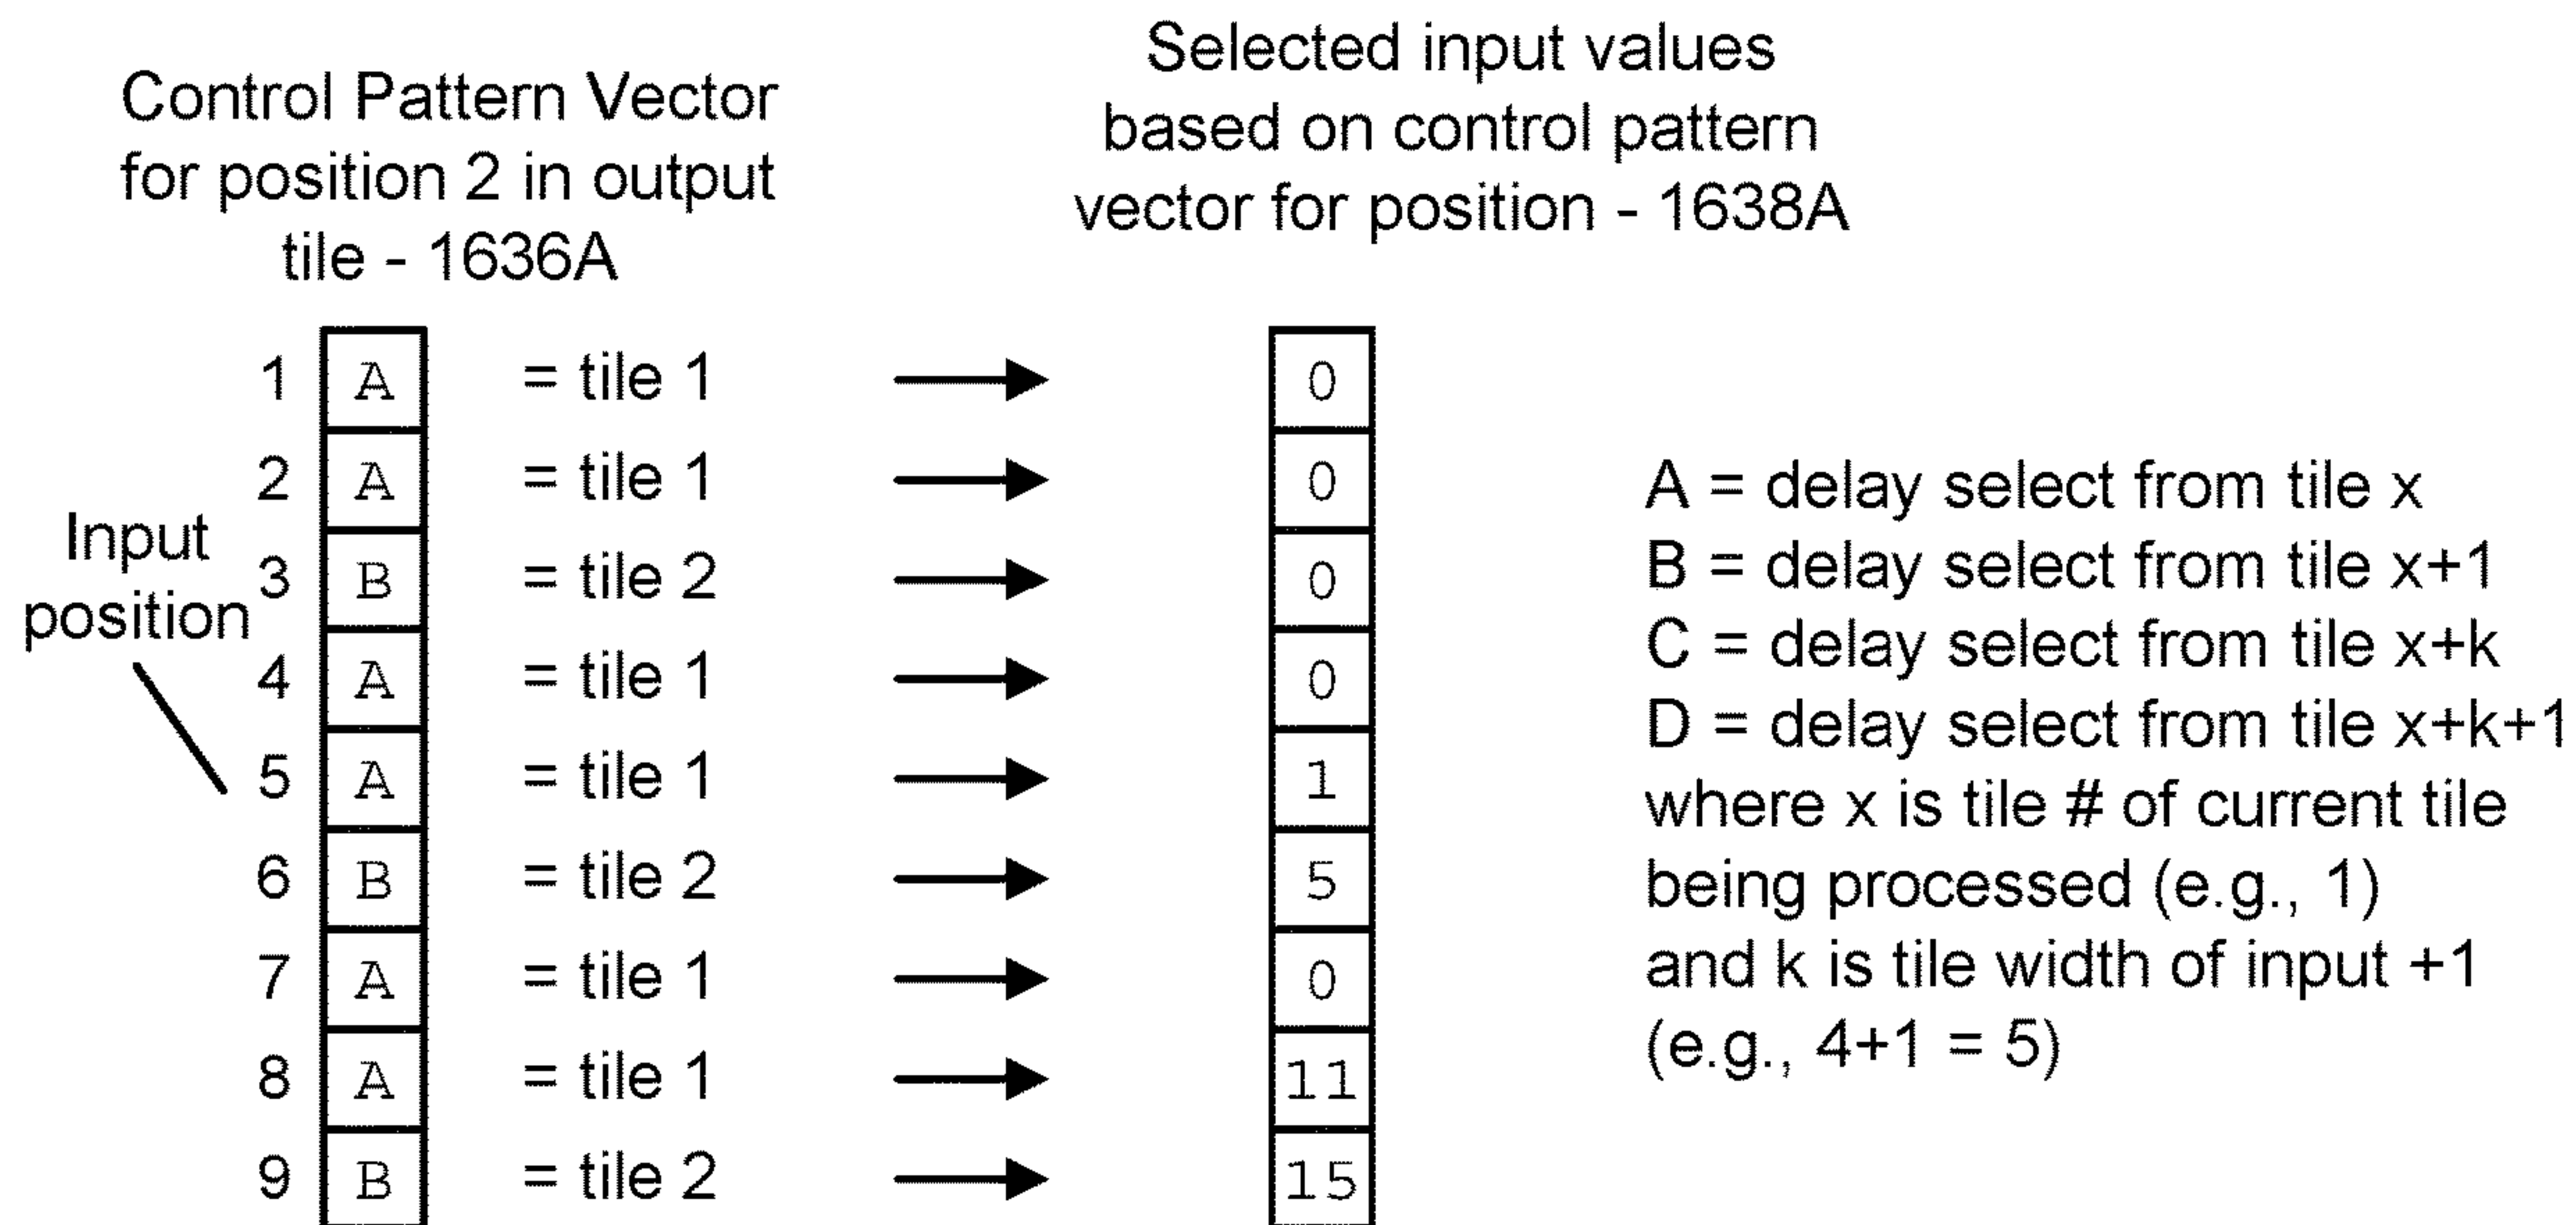 Control Pattern Vector
for position 2 in output
tile - 1636A
Selected input values
based on control pattern
vector for position - 1638A
Input
position
1 A = tile 1 0
2 A = tile 1 0
3 B = tile 2 0
4 A = tile 1 0
5 A = tile 1 1
6 B = tile 2 5
7 A = tile 1 0
8 A = tile 1 11
9 B = tile 2 15
A = delay select from tile x
B = delay select from tile x+1
C = delay select from tile x+k
D = delay select from tile x+k+1
where x is tile # of current tile
being processed (e.g., 1)
and k is tile width of input +1
(e.g., 4+1 = 5)